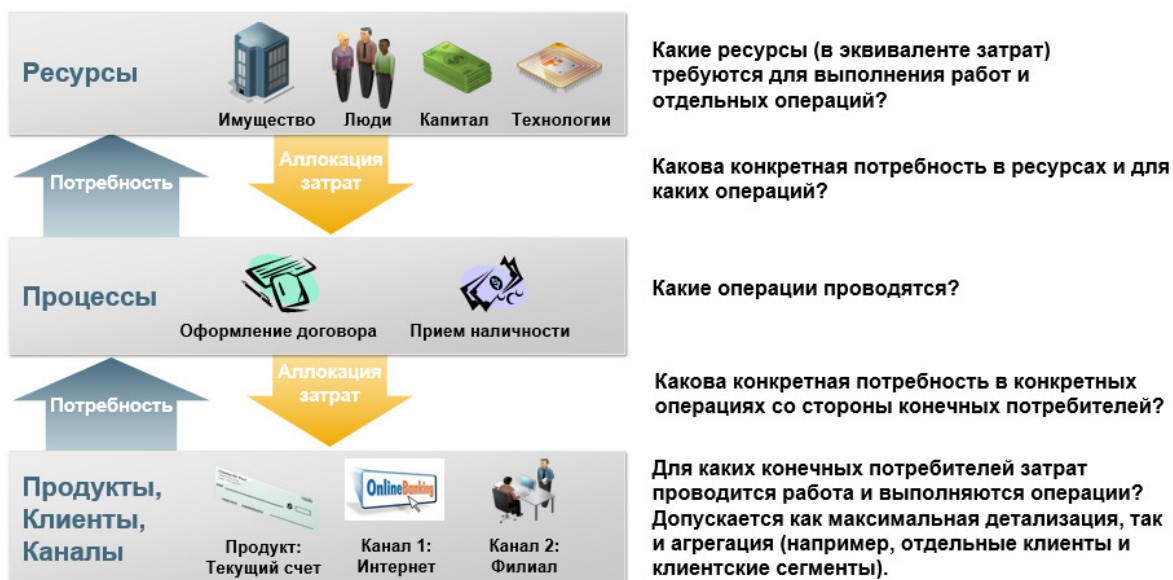 Ресурсы
Имущество
Люди
Капитал
Технологии
Какие ресурсы (в эквиваленте затрат)
требуются для выполнения работ и
отдельных операций?
Потребность
Аллокация
затрат
Какова конкретная потребность в ресурсах и для
каких операций?
Процессы
Оформление договора
Прием наличности
Какие операции проводятся?
Потребность
Аллокация
затрат
Какова конкретная потребность в конкретных
операциях со стороны конечных потребителей?
Продукты,
Клиенты,
Каналы
OnlineBanking
Продукт:
Текущий счет
Канал 1:
Интернет
Канал 2:
Филиал
Для каких конечных потребителей затрат
проводится работа и выполняются операции?
Допускается как максимальная детализация, так
и агрегация (например, отдельные клиенты и
клиентские сегменты).